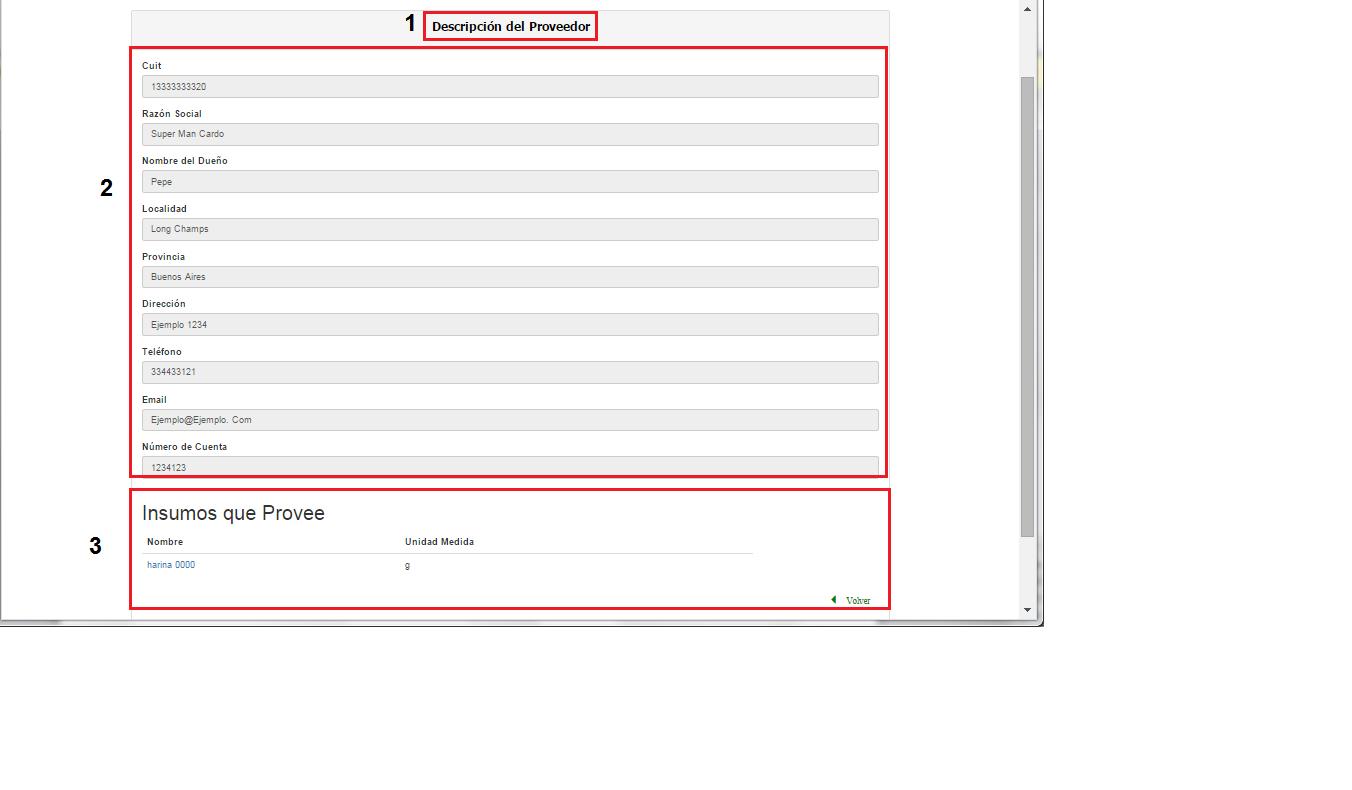 1 Descripción del Proveedor
Cuit
13333333320
Razón Social
Super Man Cardo
2
Nombre del Dueño
Pepe
Localidad
Long Champs
Provincia
Buenos Aires
Dirección
Ejemplo 1234
Teléfono
334433121
Email
Ejemplo@Ejemplo. Com
Número de Cuenta
1234123
3
Insumos que Provee
Nombre Unidad Medida
harina 0000 g
Volver